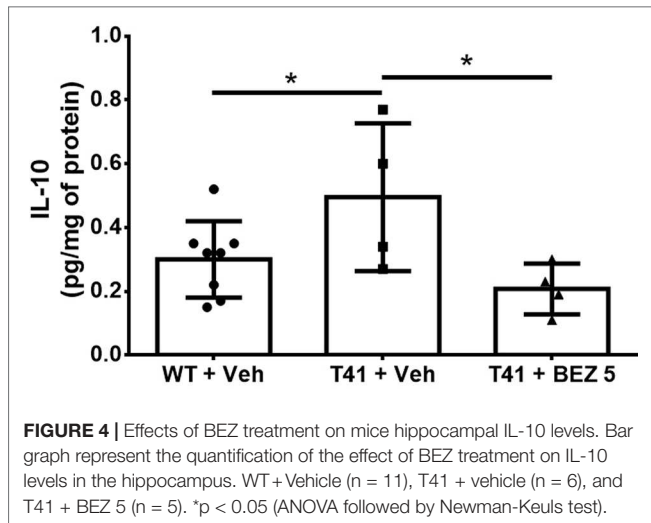 1.0
0.8
0.6
0.4
0.2
0.0
IL-10
(pg/mg of protein)
*
*
WT + Veh
T41 + Veh
T41 + BEZ 5
FIGURE 4 | Effects of BEZ treatment on mice hippocampal IL-10 levels. Bar
graph represent the quantification of the effect of BEZ treatment on IL-10
levels in the hippocampus. WT + Vehicle (n = 11), T41 + vehicle (n = 6), and
T41 + BEZ 5 (n = 5). *p < 0.05 (ANOVA followed by Newman-Keuls test).